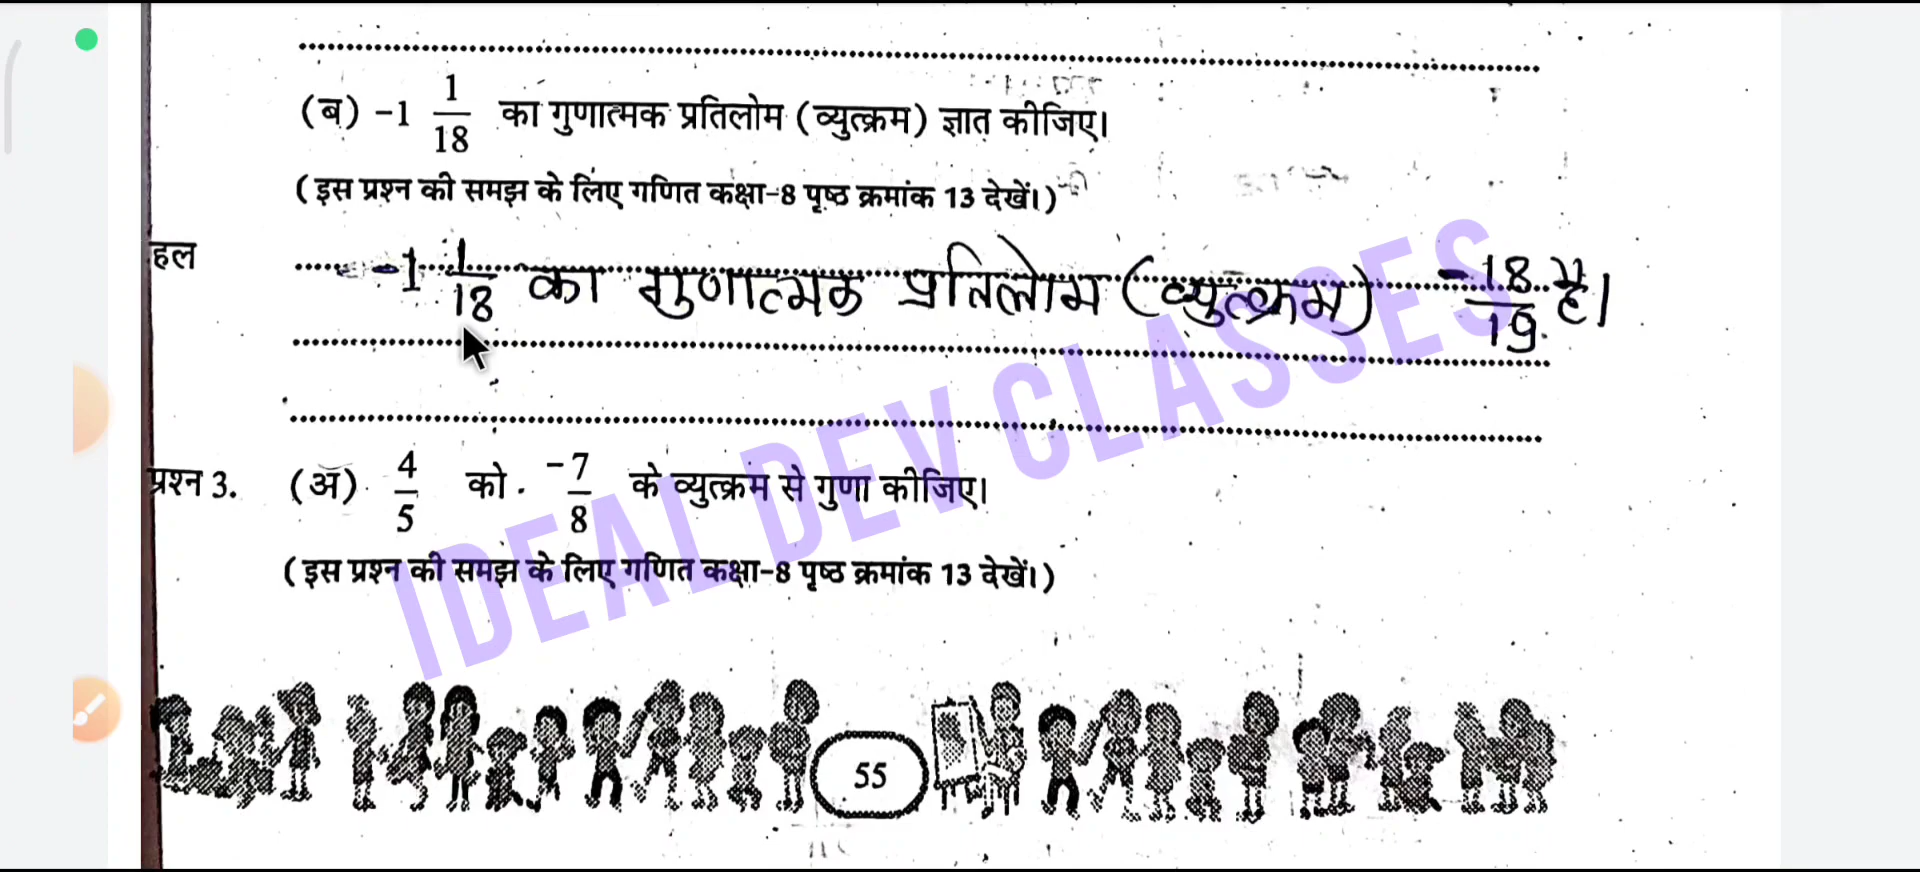 (ब) -1 1/18 का गुणात्मक प्रतिलोम (व्युत्क्रम) ज्ञात कीजिए।
(इस प्रश्न की समझ के लिए गणित कक्षा-8 पृष्ठ क्रमांक 13 देखें।)
हल
-1 1/18 का गुणात्मक प्रतिलोम (व्युत्क्रम) -18/19 है।
प्रश्न 3. (अ) 4/5 को -7/8 के व्युत्क्रम से गुणा कीजिए।
(इस प्रश्न की समझ के लिए गणित कक्षा-8 पृष्ठ क्रमांक 13 देखें।)
IDEAL DEV CLASSES
55